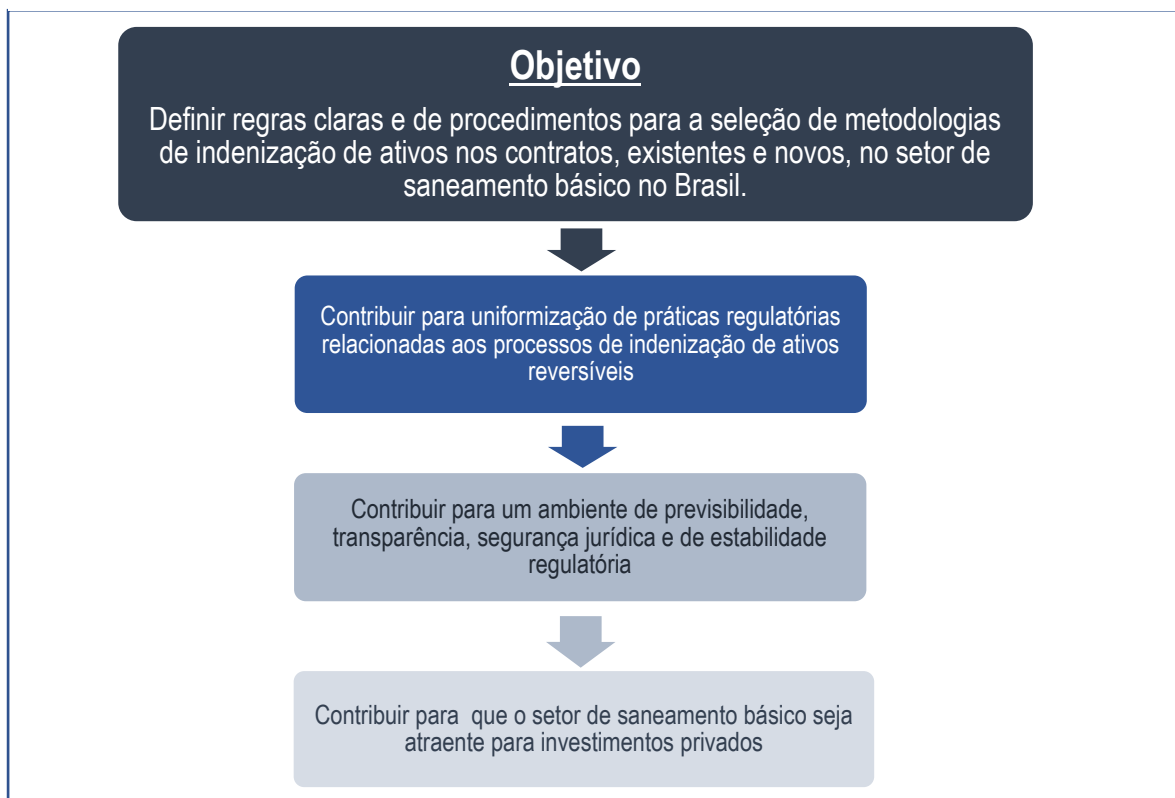 Objetivo
Definir regras claras e de procedimentos para a seleção de metodologias
de indenização de ativos nos contratos, existentes e novos, no setor de
saneamento básico no Brasil.
Contribuir para uniformização de práticas regulatórias
relacionadas aos processos de indenização de ativos
reversíveis
Contribuir para um ambiente de previsibilidade,
transparência, segurança jurídica e de estabilidade
regulatória
Contribuir para  que o setor de saneamento básico seja
atraente para investimentos privados